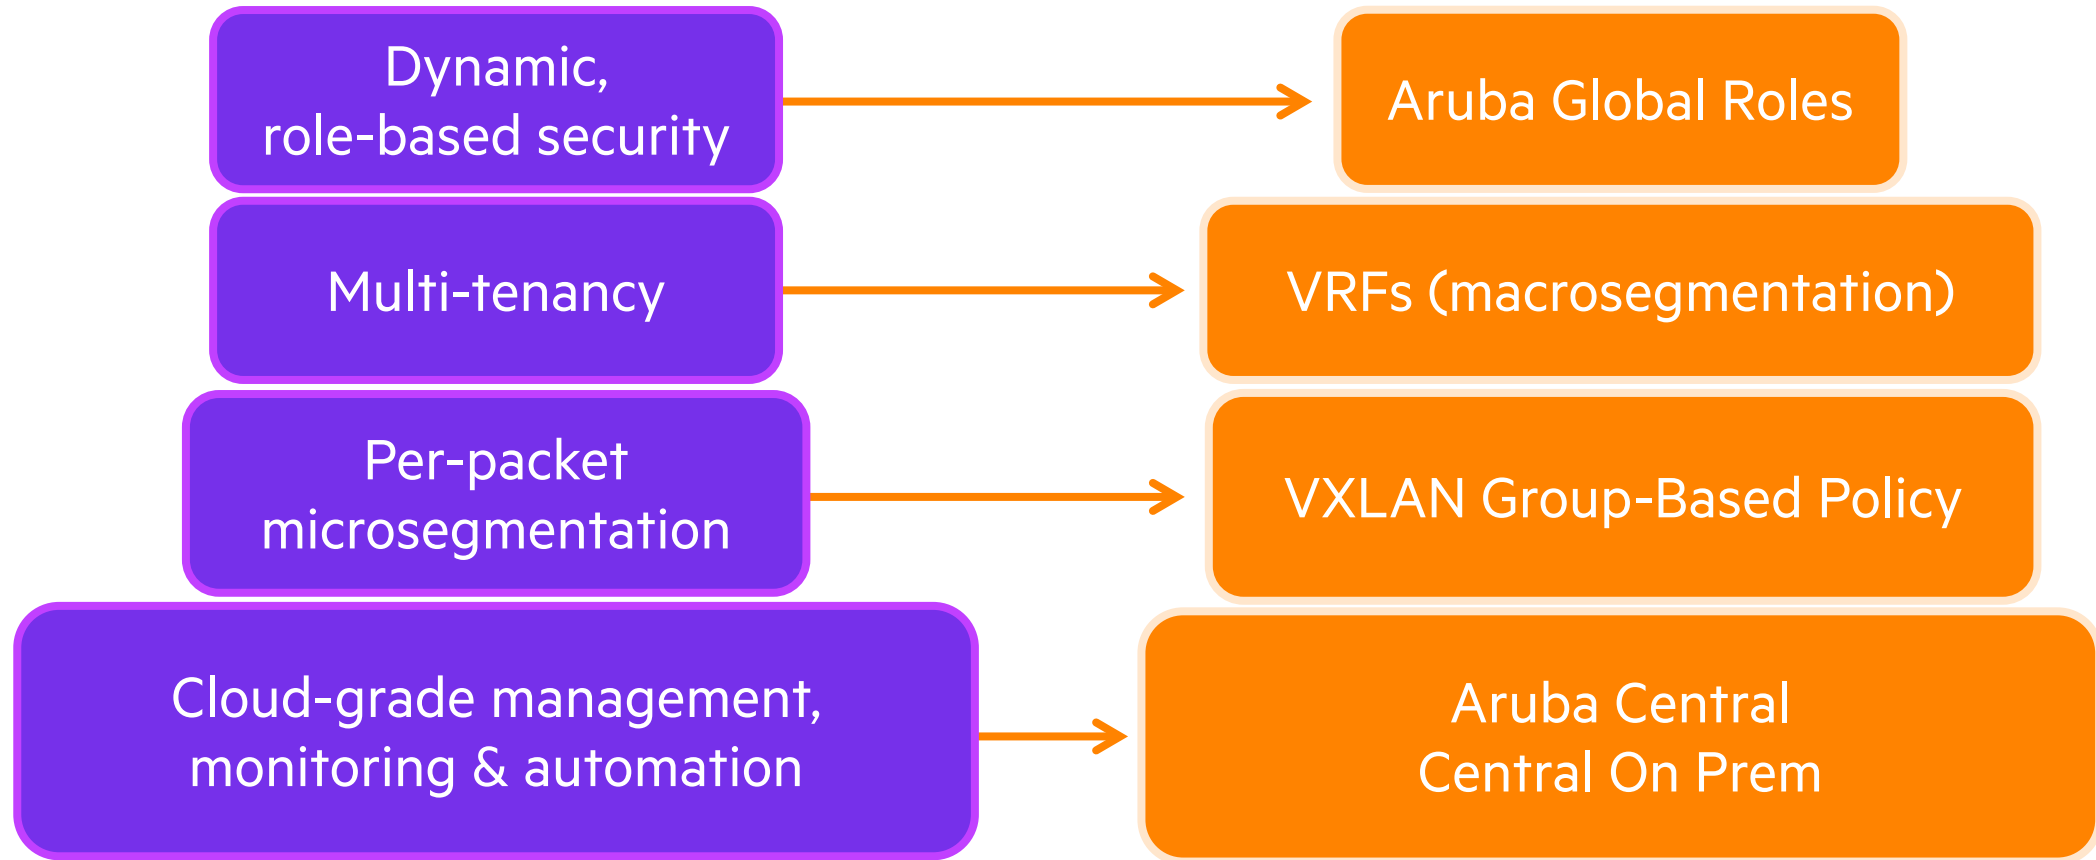 Dynamic,
role-based security
Aruba Global Roles
Multi-tenancy
VRFs (macrosegmentation)
Per-packet
microsegmentation
VXLAN Group-Based Policy
Cloud-grade management,
monitoring & automation
Aruba Central
Central On Prem